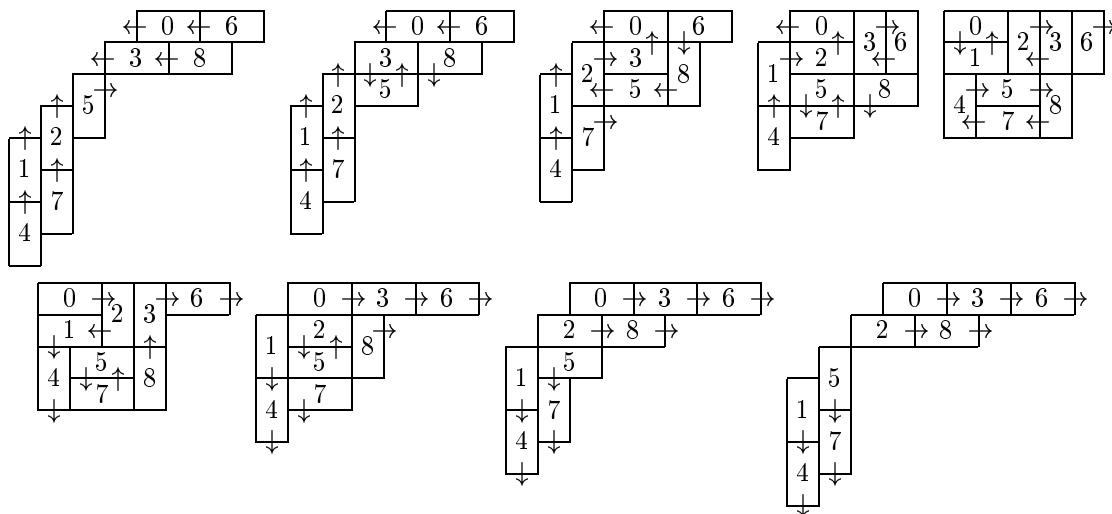 ← 0 ← 6 ← 0 ← 6 ← 0 ↑ ↓ 6 ← 0 ↑ 3 → 6 0 ↓ ↑ 2 3 6 →
← 3 ← 8 3 ↓ ↑ 8 ↓ 2 → 3 8 1 → 2 ← 1 ←
5 → ↑ 2 5 ↑ 1 ← 5 ← 5 8 4 → 5 → 8
↑ 1 ↑ 2 ↑ 1 ↑ 7 ↑ 4 7 → ↑ 4 ↓ 7 ↑ ↓ ← 7 ←
↑ 4 ↑ 7 ↑ 4
0 → 2 3 → 6 → 0 → 3 → 6 → 0 → 3 → 6 → 0 → 3 → 6 →
1 ← 1 2 ↓ ↑ 8 → 2 → 8 → 2 → 8 →
↓ 4 5 ↓ ↑ ↑ 8 5 1 5 5
7 ↓ ↓ 4 7 ↓ ↓ ↓ 7 1 ↓
↓ ↓ 4 ↓ ↓ 7
↓ 4 ↓
↓